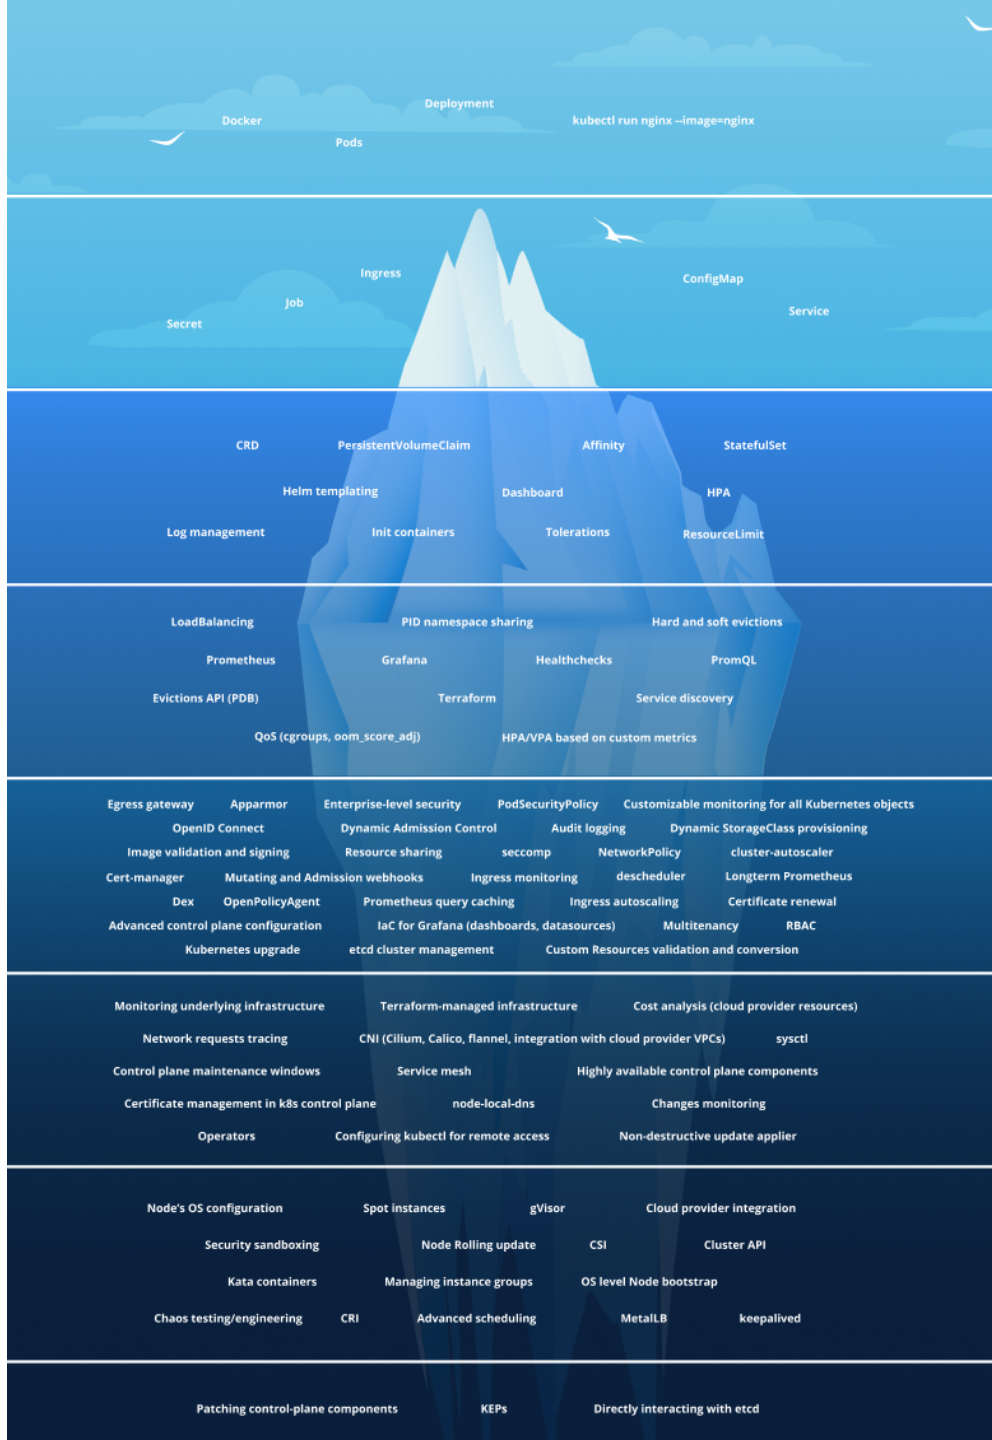 Deployment
Docker kubectl run nginx --image=nginx
Pods
Ingress ConfigMap
Job Service
Secret
CRD PersistentVolumeClaim Affinity StatefulSet
Helm templating Dashboard HPA
Log management Init containers Tolerations ResourceLimit
LoadBalancing PID namespace sharing Hard and soft evictions
Prometheus Grafana Healthchecks PromQL
Evictions API (PDB) Terraform Service discovery
QoS (cgroups, oom_score_adj) HPA/VPA based on custom metrics
Egress gateway Apparmor Enterprise-level security PodSecurityPolicy Customizable monitoring for all Kubernetes objects
OpenID Connect Dynamic Admission Control Audit logging Dynamic StorageClass provisioning
Image validation and signing Resource sharing seccomp NetworkPolicy cluster-autoscaler
Cert-manager Mutating and Admission webhooks Ingress monitoring descheduler Longterm Prometheus
Dex OpenPolicyAgent Prometheus query caching Ingress autoscaling Certificate renewal
Advanced control plane configuration IaC for Grafana (dashboards, datasources) Multitenancy RBAC
Kubernetes upgrade etcd cluster management Custom Resources validation and conversion
Monitoring underlying infrastructure Terraform-managed infrastructure Cost analysis (cloud provider resources)
Network requests tracing CNI (Cilium, Calico, flannel, integration with cloud provider VPCs) sysctl
Control plane maintenance windows Service mesh Highly available control plane components
Certificate management in k8s control plane node-local-dns Changes monitoring
Operators Configuring kubectl for remote access Non-destructive update applier
Node's OS configuration Spot instances gVisor Cloud provider integration
Security sandboxing Node Rolling update CSI Cluster API
Kata containers Managing instance groups OS level Node bootstrap
Chaos testing/engineering CRI Advanced scheduling MetalLB keepalived
Patching control-plane components KEPs Directly interacting with etcd